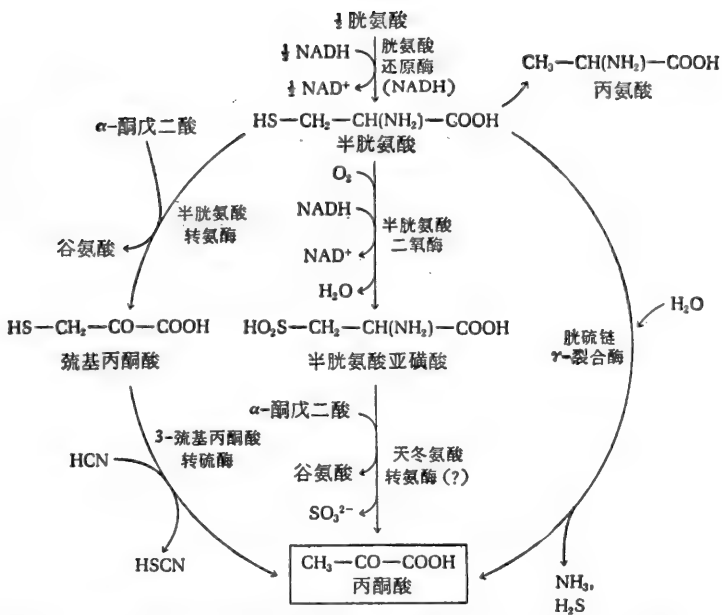 ½胱氨酸
½ NADH
胱氨酸
还原酶
(NADH)
½ NAD⁺
CH₃—CH(NH₂)—COOH
丙氨酸
α-酮戊二酸
HS—CH₂—CH(NH₂)—COOH
半胱氨酸
O₂
半胱氨酸
转氨酶
NADH
半胱氨酸
二氧酶
谷氨酸
NAD⁺
H₂O
H₂O
HS—CH₂—CO—COOH
巯基丙酮酸
HO₂S—CH₂—CH(NH₂)—COOH
半胱氨酸亚磺酸
胱硫链
γ-裂合酶
α-酮戊二酸
3-巯基丙酮酸
转硫酶
HCN
谷氨酸
天冬氨酸
转氨酶(?)
SO₃²⁻
HSCN
CH₃—CO—COOH
丙酮酸
NH₃,
H₂S